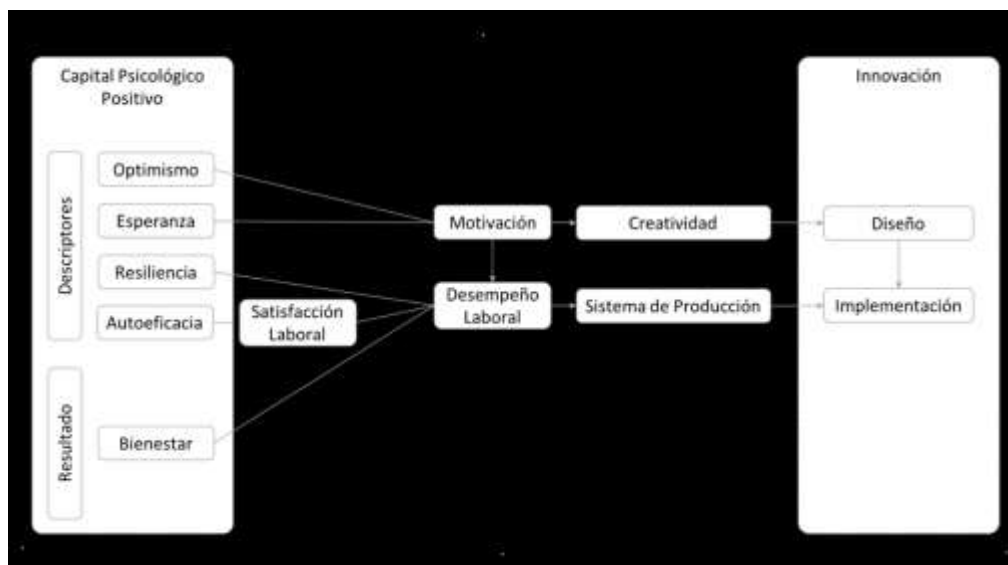 Capital Psicológico
Positivo
Descriptores
Optimismo
Esperanza
Resiliencia
Autoeficacia
Resultado
Bienestar
Satisfacción
Laboral
Motivación
Desempeño
Laboral
Creatividad
Sistema de Producción
Innovación
Diseño
Implementación